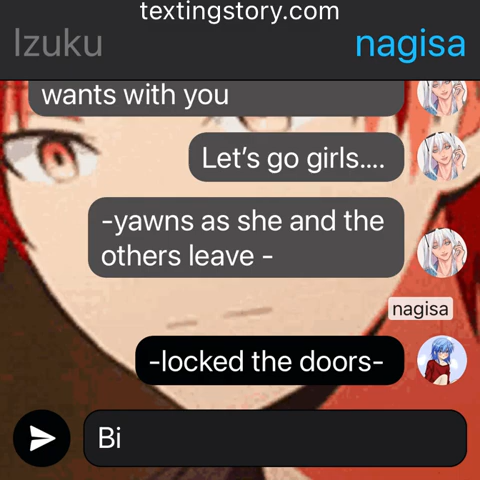 textingstory.com
Izuku
nagisa
wants with you
Let’s go girls....
-yawns as she and the
others leave -
nagisa
-locked the doors-
Bi